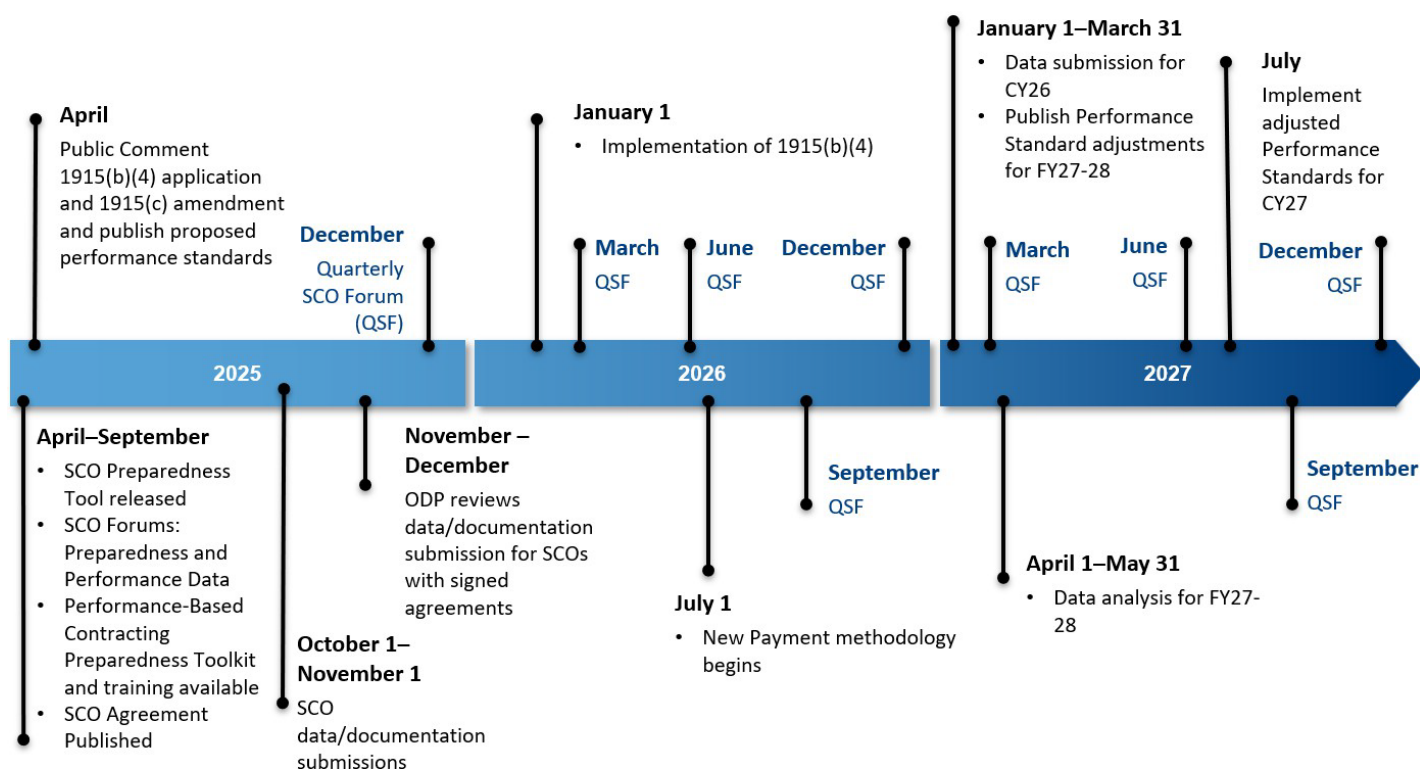 April
Public Comment
1915(b)(4) application
and 1915(c) amendment
and publish proposed
performance standards
December
Quarterly
SCO Forum
(QSF)
January 1
• Implementation of 1915(b)(4)
March
QSF
June
QSF
December
QSF
January 1–March 31
• Data submission for
CY26
• Publish Performance
Standard adjustments
for FY27-28
March
QSF
June
QSF
July
Implement
adjusted
Performance
Standards for
CY27
December
QSF
2025
2026
2027
April–September
• SCO Preparedness
Tool released
• SCO Forums:
Preparedness and
Performance Data
• Performance-Based
Contracting
Preparedness Toolkit
and training available
• SCO Agreement
Published
October 1–
November 1
SCO
data/documentation
submissions
November –
December
ODP reviews
data/documentation
submission for SCOs
with signed
agreements
July 1
• New Payment methodology
begins
September
QSF
April 1–May 31
• Data analysis for FY27-
28
September
QSF